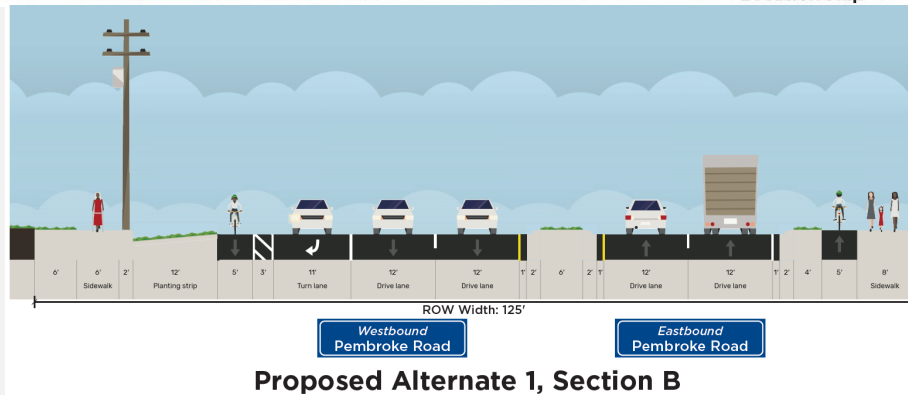 6' 6' 2' 12' 5' 3' 11' 12' 12' 1' 2' 6' 2' 1' 12' 12' 1' 2' 4' 5' 8'
Sidewalk Planting strip Turn lane Drive lane Drive lane Drive lane Drive lane Sidewalk
ROW Width: 125'
Westbound
Pembroke Road
Eastbound
Pembroke Road
Proposed Alternate 1, Section B